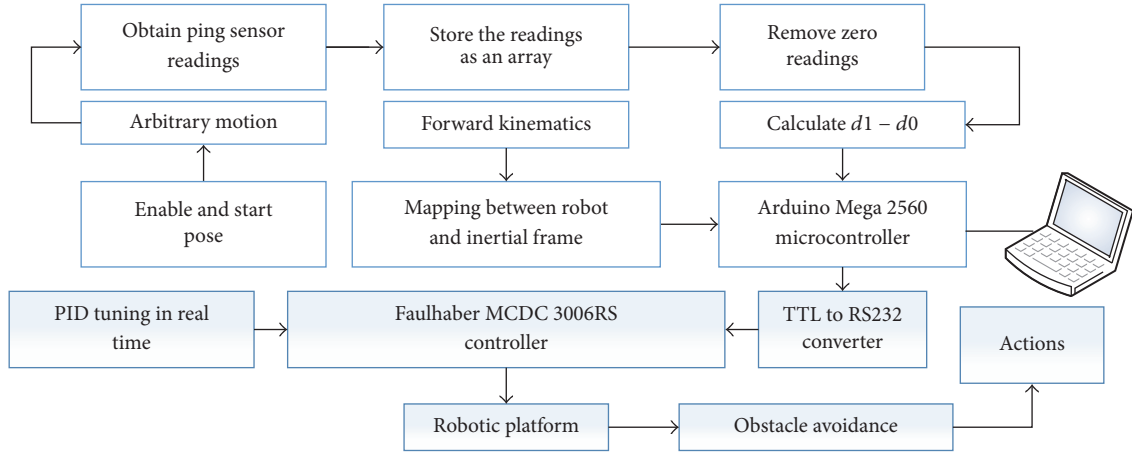 Obtain ping sensor
readings
Store the readings
as an array
Remove zero
readings
Arbitrary motion
Forward kinematics
Calculate d1 − d0
Enable and start
pose
Mapping between robot
and inertial frame
Arduino Mega 2560
microcontroller
PID tuning in real
time
Faulhaber MCDC 3006RS
controller
TTL to RS232
converter
Actions
Robotic platform
Obstacle avoidance